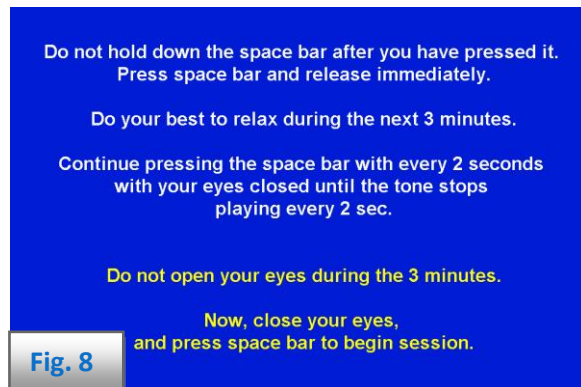 Do not hold down the space bar after you have pressed it.
Press space bar and release immediately.
Do your best to relax during the next 3 minutes.
Continue pressing the space bar with every 2 seconds
with your eyes closed until the tone stops
playing every 2 sec.
Do not open your eyes during the 3 minutes.
Now, close your eyes,
and press space bar to begin session.
Fig. 8